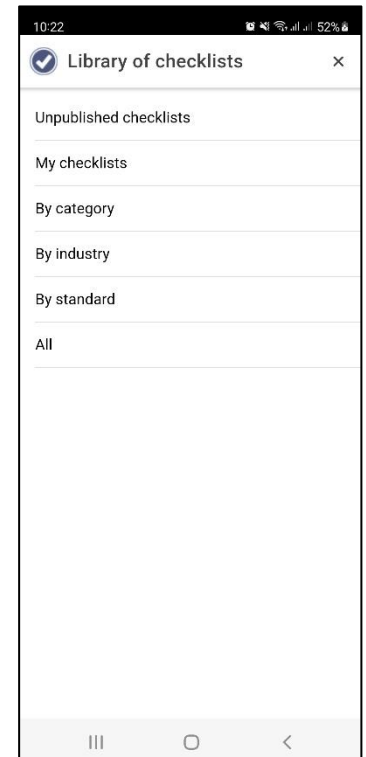 10:22
52%
Library of checklists
Unpublished checklists
My checklists
By category
By industry
By standard
All